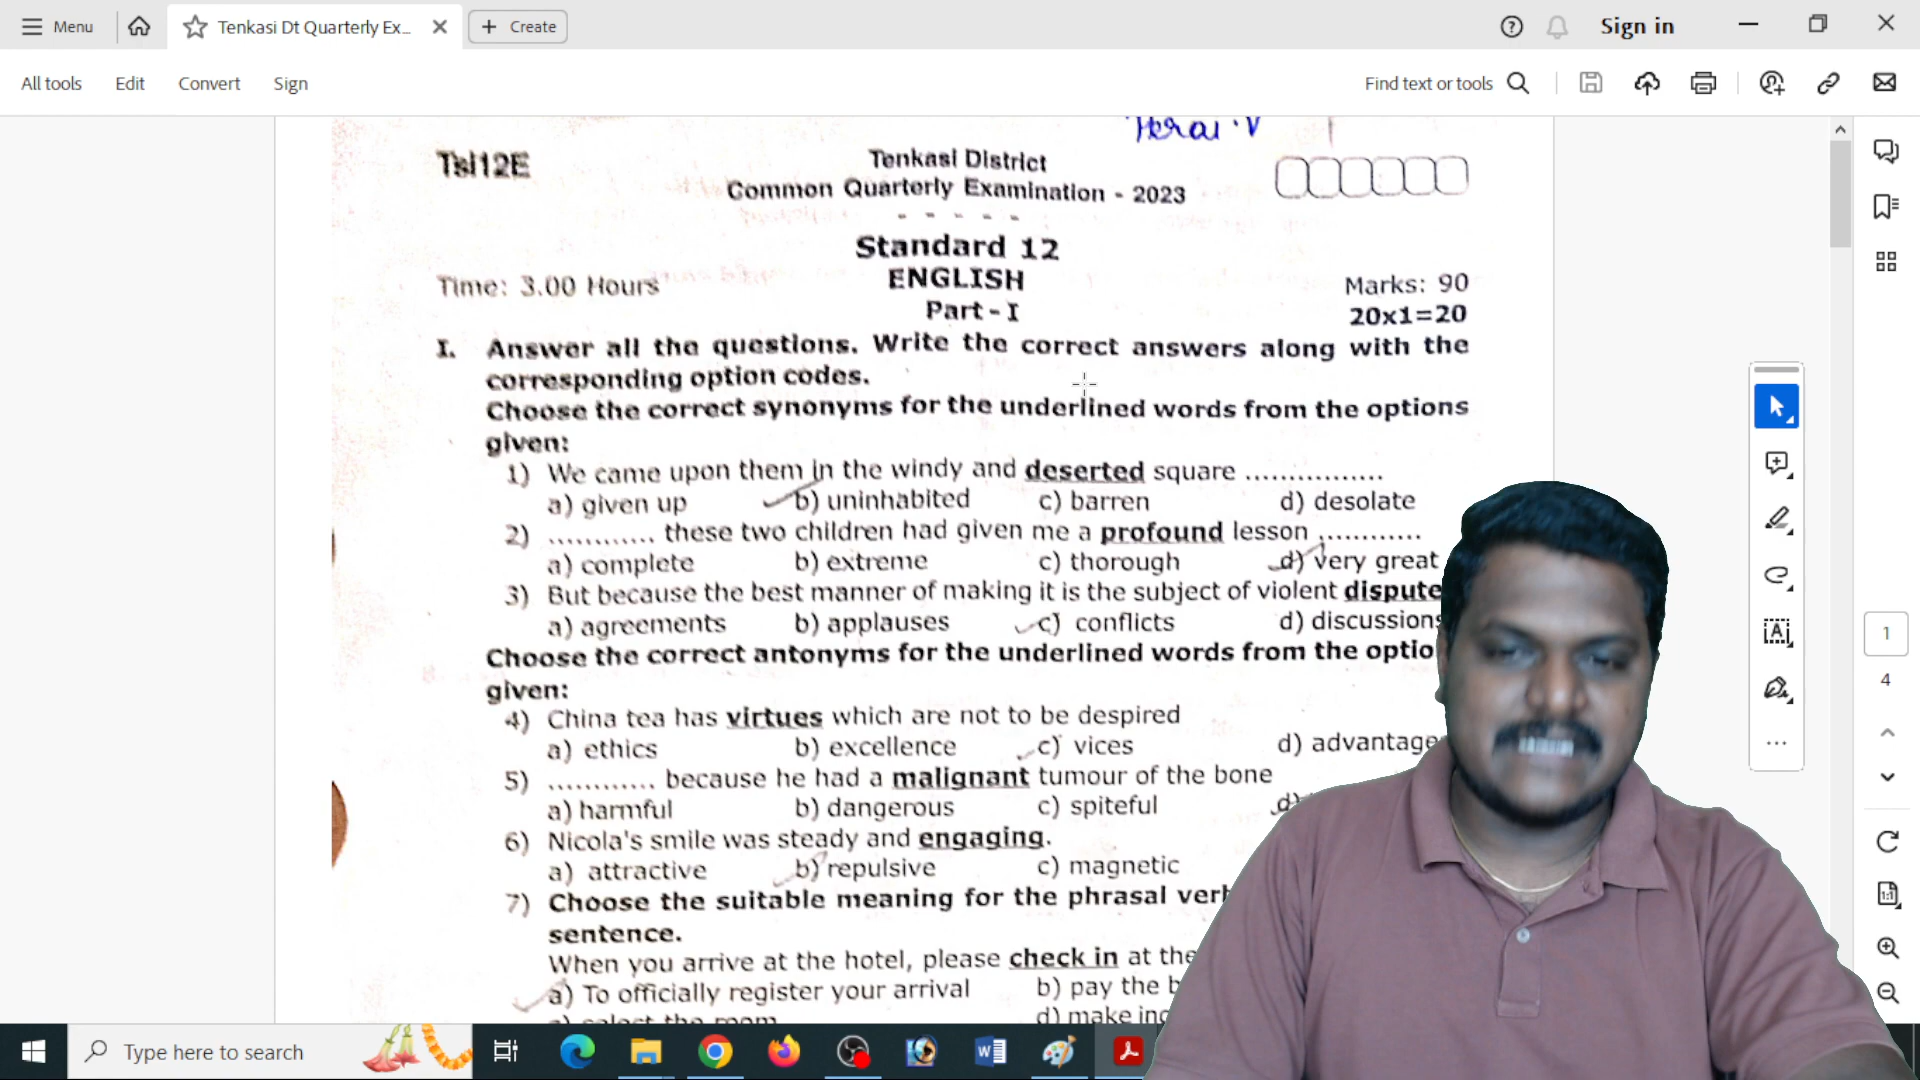 Menu
Tenkasi Dt Quarterly Ex...
Create
Sign in
All tools
Edit
Convert
Sign
Find text or tools
Tsl12E
Tenkasi District
Common Quarterly Examination - 2023
Standard 12
Time: 3.00 Hours
ENGLISH
Marks: 90
Part - I
20x1=20
I. Answer all the questions. Write the correct answers along with the
corresponding option codes.
Choose the correct synonyms for the underlined words from the options
given:
1) We came upon them in the windy and deserted square ................
a) given up b) uninhabited c) barren d) desolate
2) ............ these two children had given me a profound lesson ............
a) complete b) extreme c) thorough d) very great
3) But because the best manner of making it is the subject of violent dispute
a) agreements b) applauses c) conflicts d) discussions
Choose the correct antonyms for the underlined words from the optio
given:
4) China tea has virtues which are not to be despired
a) ethics b) excellence c) vices d) advantage
5) ............ because he had a malignant tumour of the bone
a) harmful b) dangerous c) spiteful d)
6) Nicola's smile was steady and engaging.
a) attractive b) repulsive c) magnetic
7) Choose the suitable meaning for the phrasal verb
sentence.
When you arrive at the hotel, please check in at the
a) To officially register your arrival b) pay the b
select the room d) make inc
1
4
Type here to search